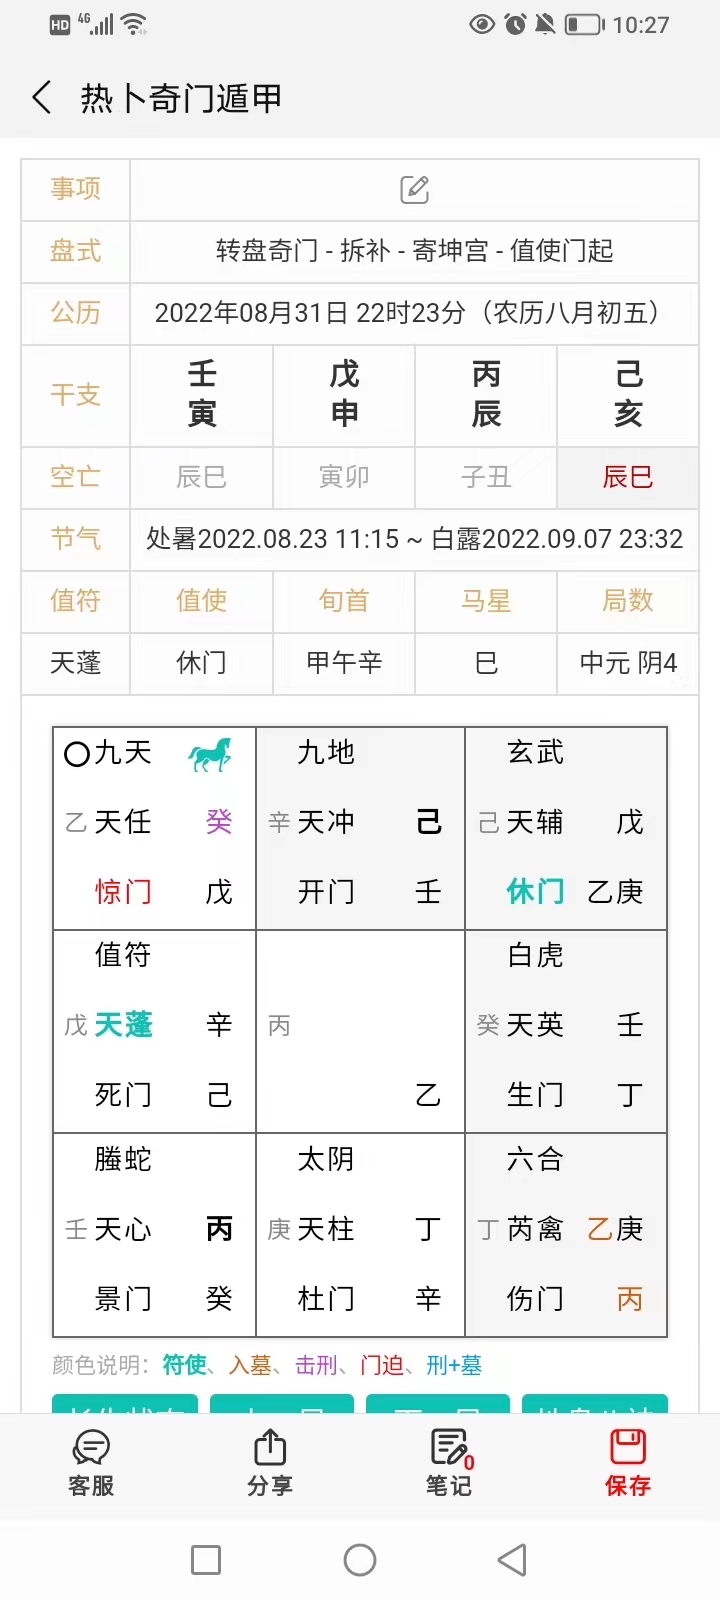 HD 4G 10:27
热卜奇门遁甲
事项
盘式 转盘奇门 - 拆补 - 寄坤宫 - 值使门起
公历 2022年08月31日 22时23分（农历八月初五）
干支 壬寅 戊申 丙辰 己亥
空亡 辰巳 寅卯 子丑 辰巳
节气 处暑2022.08.23 11:15 ~ 白露2022.09.07 23:32
值符 值使 旬首 马星 局数
天蓬 休门 甲午辛 巳 中元 阴4
九天 九地 玄武
乙 天任 癸 辛 天冲 己 己 天辅 戊
惊门 戊 开门 壬 休门 乙庚
值符 白虎
戊 天蓬 辛 丙 癸 天英 壬
死门 己 乙 生门 丁
螣蛇 太阴 六合
壬 天心 丙 庚 天柱 丁 丁 芮禽 乙庚
景门 癸 杜门 辛 伤门 丙
颜色说明：符使、入墓、击刑、门迫、刑+墓
0
客服 分享 笔记 保存